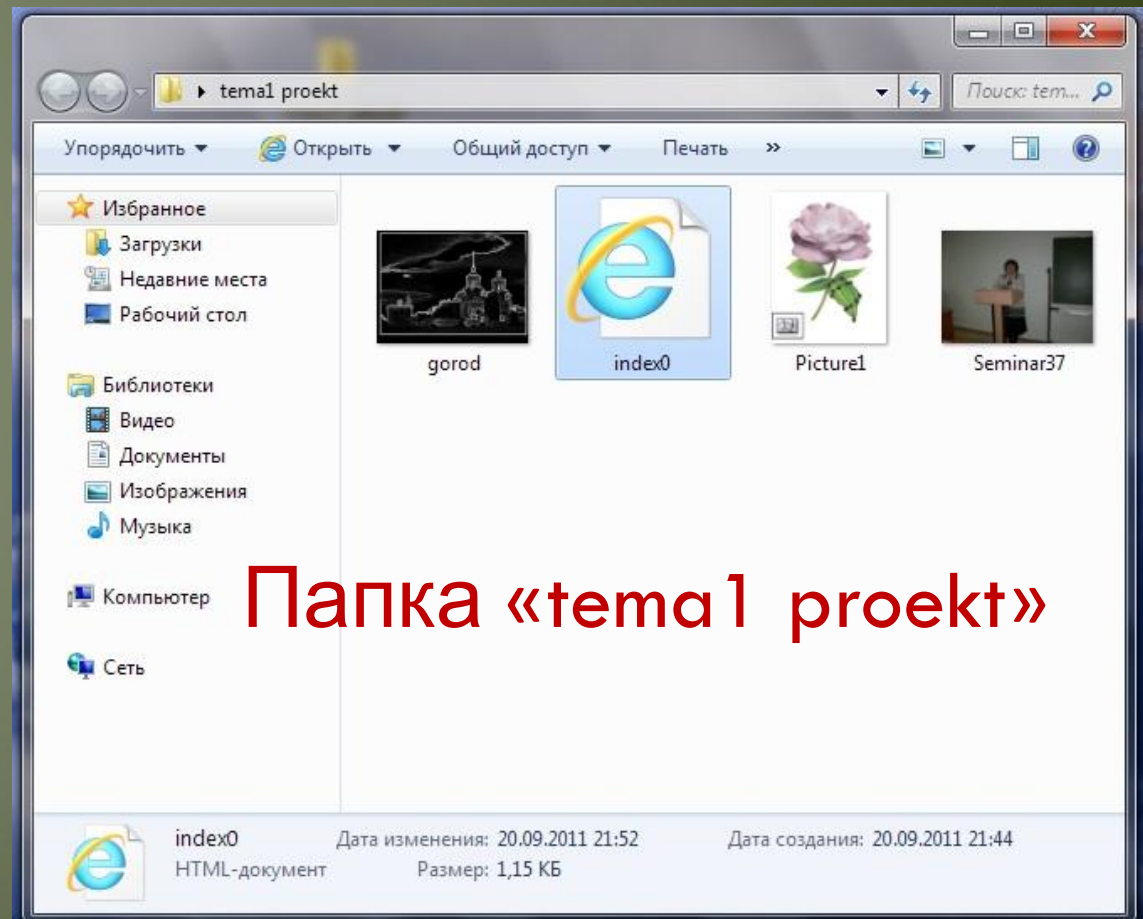 tema1 proekt
Поиск: tem...
Упорядочить Открыть Общий доступ Печать »
Избранное
Загрузки
Недавние места
Рабочий стол
Библиотеки
Видео
Документы
Изображения
Музыка
Компьютер
Сеть
gorod index0 Picture1 Seminar37
Папка «tema1 proekt»
index0 Дата изменения: 20.09.2011 21:52 Дата создания: 20.09.2011 21:44
HTML-документ Размер: 1,15 КБ